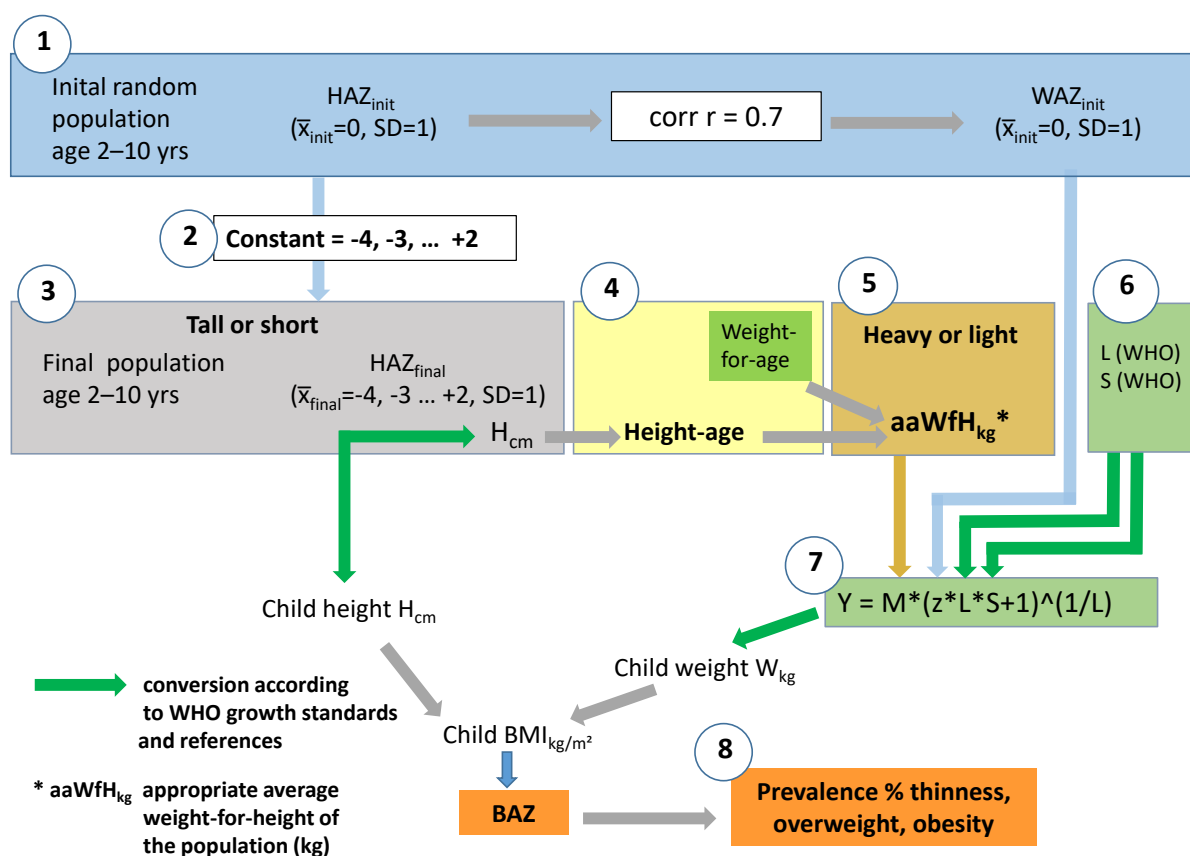 1
Inital random
population
age 2–10 yrs
HAZinit
(x̅init=0, SD=1)
corr r = 0.7
WAZinit
(x̅init=0, SD=1)
2
Constant = -4, -3, ... +2
3
Tall or short
Final population
age 2–10 yrs
HAZfinal
(x̅final=-4, -3 ... +2, SD=1)
Hcm
4
Weight-
for-age
Height-age
5
Heavy or light
aaWfHkg*
6
L (WHO)
S (WHO)
7
Y = M*(z*L*S+1)^(1/L)
Child height Hcm
Child weight Wkg
conversion according
to WHO growth standards
and references
Child BMIkg/m²
* aaWfHkg appropriate average
weight-for-height of
the population (kg)
BAZ
8
Prevalence % thinness,
overweight, obesity